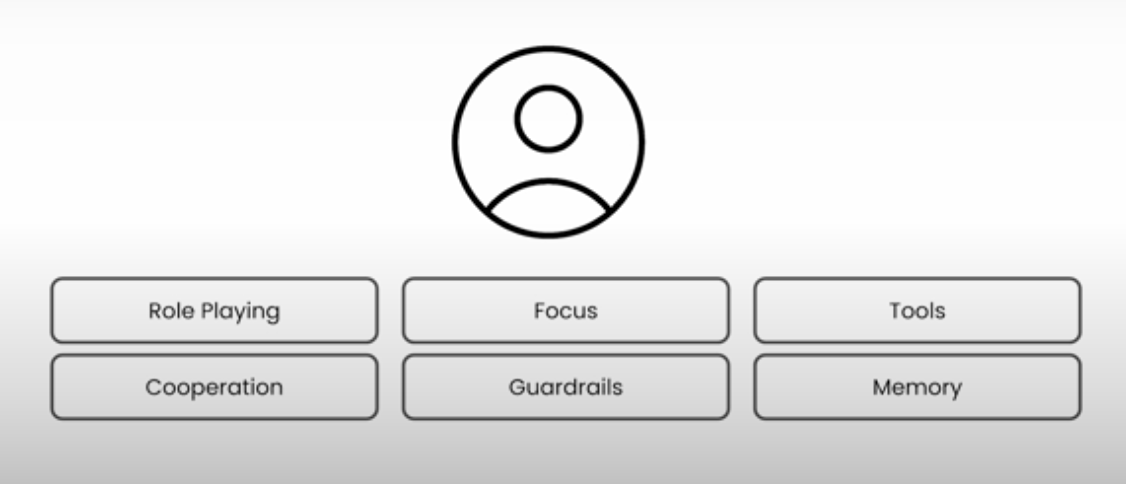 Role Playing
Focus
Tools
Cooperation
Guardrails
Memory